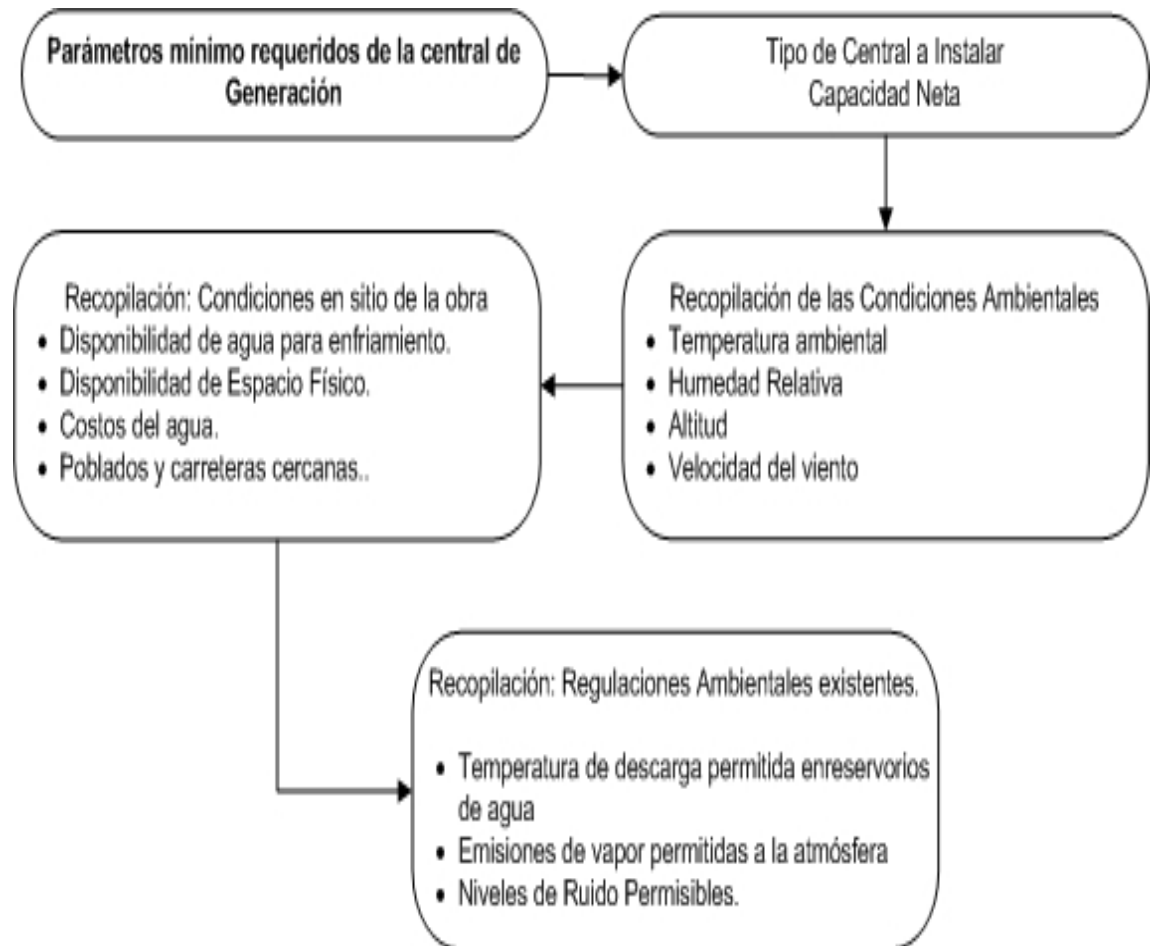 Parámetros mínimo requeridos de la central de
Generación
Tipo de Central a Instalar
Capacidad Neta
Recopilación de las Condiciones Ambientales
• Temperatura ambiental
• Humedad Relativa
• Altitud
• Velocidad del viento
Recopilación: Condiciones en sitio de la obra
• Disponibilidad de agua para enfriamiento.
• Disponibilidad de Espacio Físico.
• Costos del agua.
• Poblados y carreteras cercanas..
Recopilación: Regulaciones Ambientales existentes.
• Temperatura de descarga permitida enreservorios
de agua
• Emisiones de vapor permitidas a la atmósfera
• Niveles de Ruido Permisibles.